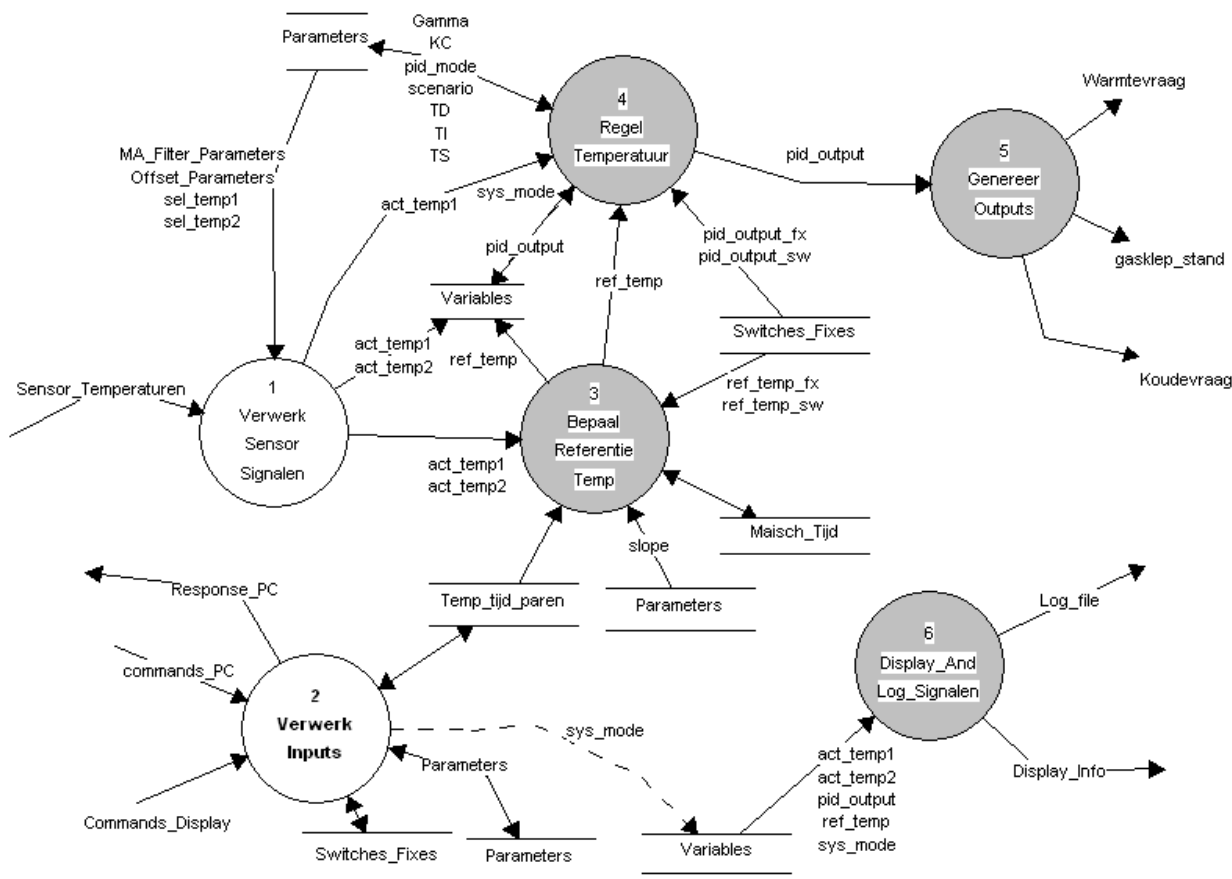 Parameters
Gamma
KC
pid_mode
scenario
TD
TI
TS
4
Regel
Temperatuur
Warmtevraag
pid_output
5
Genereer
Outputs
gasklep_stand
Koudevraag
MA_Filter_Parameters
Offset_Parameters
sel_temp1
sel_temp2
act_temp1
sys_mode
pid_output
pid_output_fx
pid_output_sw
ref_temp
Variables
Switches_Fixes
act_temp1
act_temp2
ref_temp
ref_temp_fx
ref_temp_sw
Sensor_Temperaturen
1
Verwerk
Sensor
Signalen
3
Bepaal
Referentie
Temp
act_temp1
act_temp2
Maisch_Tijd
slope
Temp_tijd_paren
Parameters
Response_PC
commands_PC
2
Verwerk
Inputs
Commands_Display
sys_mode
Parameters
Switches_Fixes
Parameters
Variables
act_temp1
act_temp2
pid_output
ref_temp
sys_mode
6
Display_And
Log_Signalen
Log_file
Display_Info